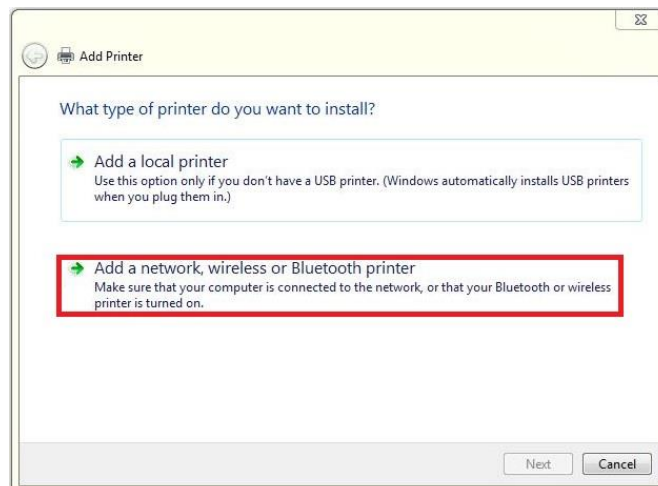 Add Printer
What type of printer do you want to install?
Add a local printer
Use this option only if you don't have a USB printer. (Windows automatically installs USB printers
when you plug them in.)
Add a network, wireless or Bluetooth printer
Make sure that your computer is connected to the network, or that your Bluetooth or wireless
printer is turned on.
Next Cancel